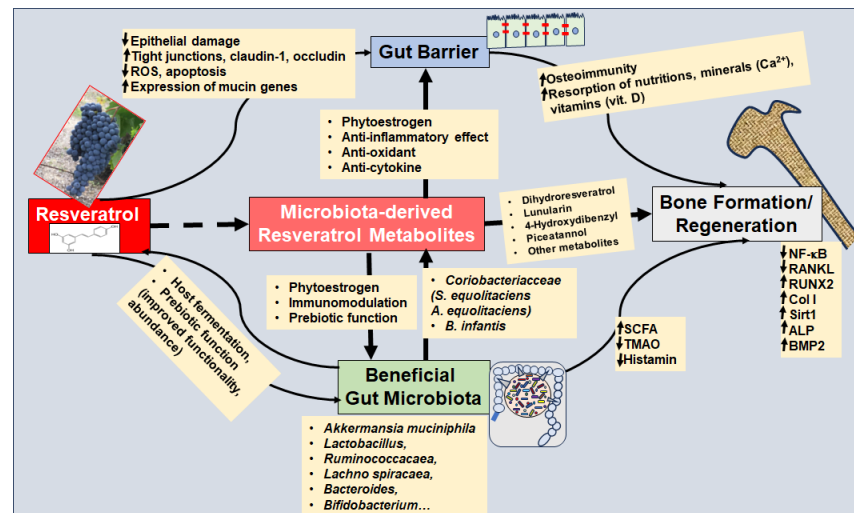 ↓Epithelial damage
↑Tight junctions, claudin-1, occludin
↓ROS, apoptosis
↑Expression of mucin genes
Gut Barrier
↑Osteoimmunity
↑Resorption of nutritions, minerals (Ca²⁺),
vitamins (vit. D)
• Phytoestrogen
• Anti-inflammatory effect
• Anti-oxidant
• Anti-cytokine
Resveratrol
Microbiota-derived
Resveratrol Metabolites
• Dihydroresveratrol
• Lunularin
• 4-Hydroxydibenzyl
• Piceatannol
• Other metabolites
Bone Formation/
Regeneration
↓NF-κB
↓RANKL
↑RUNX2
↑Col I
↑Sirt1
↑ALP
↑BMP2
• Host fermentation,
• Prebiotic function
(improved functionality,
abundance)
• Phytoestrogen
• Immunomodulation
• Prebiotic function
• Coriobacteriacceae
(S. equolitaciens
A. equolitaciens)
• B. infantis
↑SCFA
↓TMAO
↓Histamin
Beneficial
Gut Microbiota
• Akkermansia muciniphila
• Lactobacillus,
• Ruminococcacaea,
• Lachno spiracaea,
• Bacteroides,
• Bifidobacterium…